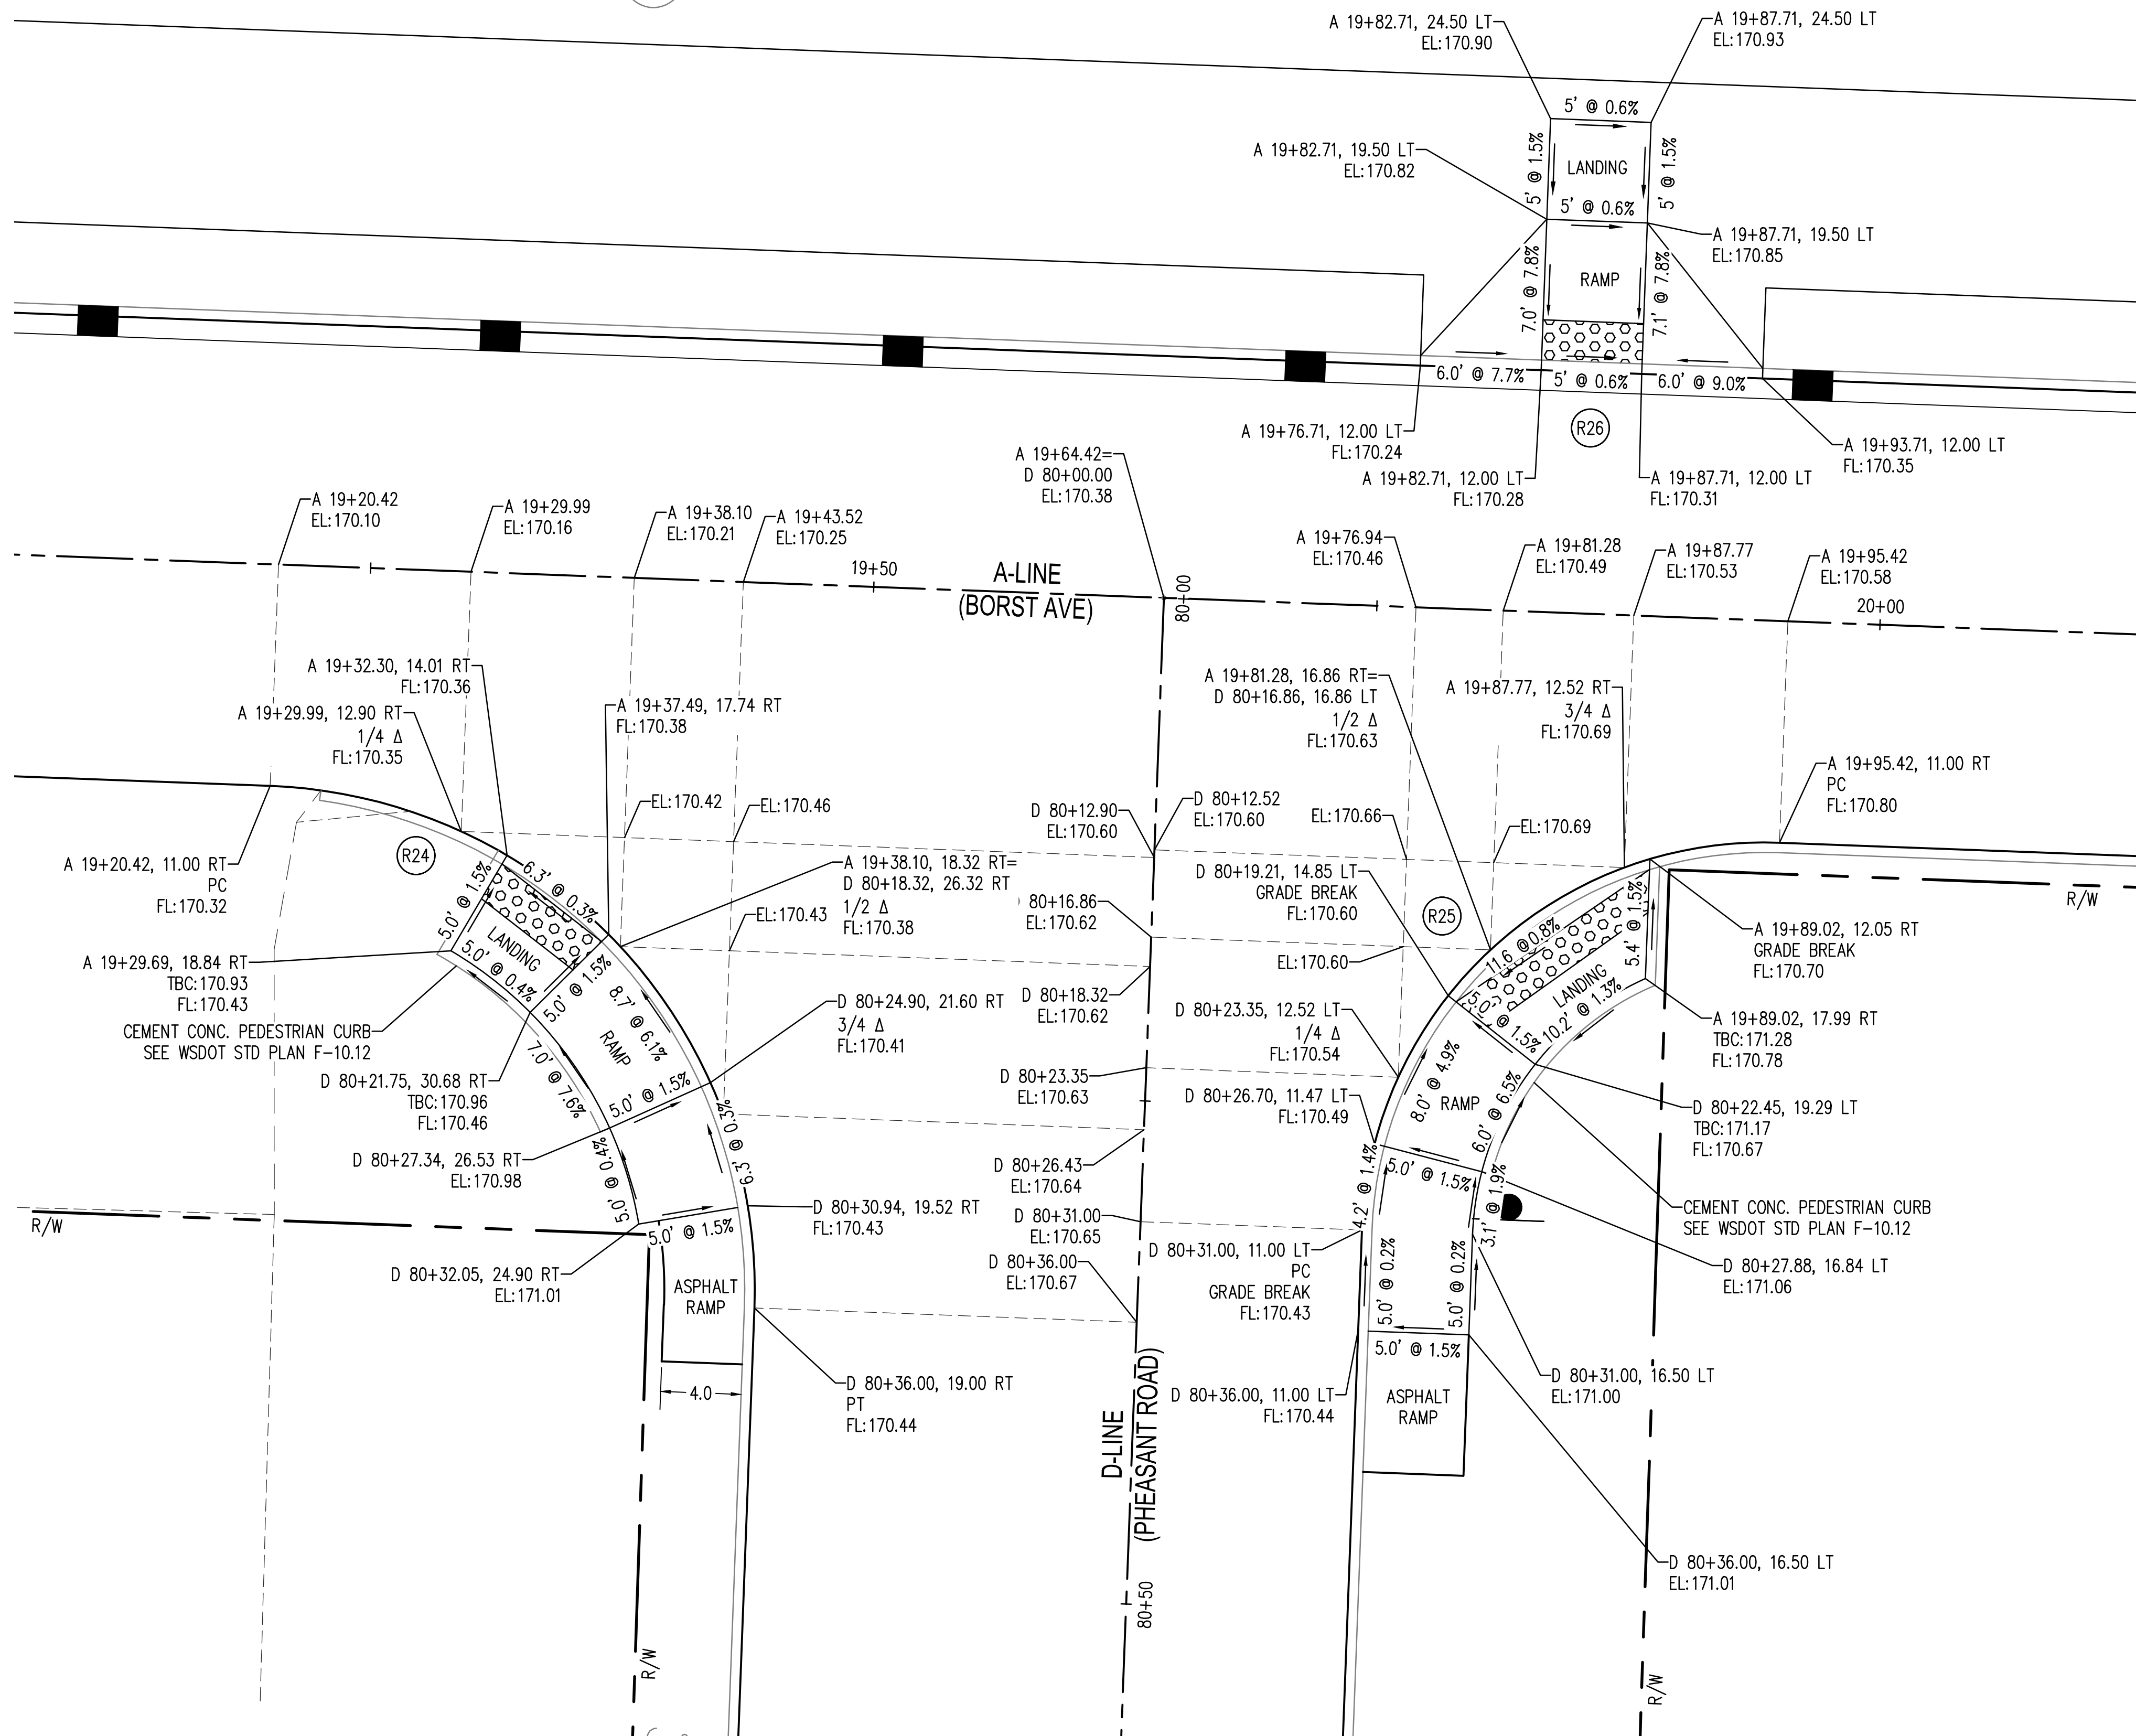 A 19+82.71, 24.50 LT
EL:170.90
A 19+87.71, 24.50 LT
EL:170.93
5' @ 0.6%
5' @ 1.5%
LANDING
5' @ 1.5%
A 19+82.71, 19.50 LT
EL:170.82
5' @ 0.6%
A 19+87.71, 19.50 LT
EL:170.85
7.0' @ 7.8%
RAMP
7.1' @ 7.8%
6.0' @ 7.7%
5' @ 0.6%
6.0' @ 9.0%
R26
A 19+76.71, 12.00 LT
FL:170.24
A 19+82.71, 12.00 LT
FL:170.28
A 19+87.71, 12.00 LT
FL:170.31
A 19+93.71, 12.00 LT
FL:170.35
A 19+64.42=
D 80+00.00
EL:170.38
A 19+20.42
EL:170.10
A 19+29.99
EL:170.16
A 19+38.10
EL:170.21
A 19+43.52
EL:170.25
19+50
A-LINE
(BORST AVE)
80+00
A 19+76.94
EL:170.46
A 19+81.28
EL:170.49
A 19+87.77
EL:170.53
A 19+95.42
EL:170.58
20+00
A 19+32.30, 14.01 RT
FL:170.36
A 19+29.99, 12.90 RT
1/4 Δ
FL:170.35
A 19+37.49, 17.74 RT
FL:170.38
EL:170.42
EL:170.46
R24
A 19+20.42, 11.00 RT
PC
FL:170.32
6.3' @ 0.3%
5.0' @ 1.5%
LANDING
5.0' @ 0.4%
5.0' @ 1.5%
A 19+38.10, 18.32 RT=
D 80+18.32, 26.32 RT
1/2 Δ
FL:170.38
EL:170.43
A 19+29.69, 18.84 RT
TBC:170.93
FL:170.43
CEMENT CONC. PEDESTRIAN CURB
SEE WSDOT STD PLAN F-10.12
8.7' @ 6.1%
RAMP
7.0' @ 7.6%
D 80+24.90, 21.60 RT
3/4 Δ
FL:170.41
D 80+21.75, 30.68 RT
TBC:170.96
FL:170.46
5.0' @ 1.5%
D 80+27.34, 26.53 RT
EL:170.98
5.0' @ 0.4%
6.3' @ 0.3%
D 80+30.94, 19.52 RT
FL:170.43
R/W
5.0' @ 1.5%
D 80+32.05, 24.90 RT
EL:171.01
ASPHALT
RAMP
4.0
D 80+36.00, 19.00 RT
PT
FL:170.44
R/W
D 80+12.90
EL:170.60
D 80+12.52
EL:170.60
80+16.86
EL:170.62
D 80+18.32
EL:170.62
D 80+23.35
EL:170.63
D 80+26.43
EL:170.64
D 80+31.00
EL:170.65
D 80+36.00
EL:170.67
D-LINE
(PHEASANT ROAD)
80+50
A 19+81.28, 16.86 RT=
D 80+16.86, 16.86 LT
1/2 Δ
FL:170.63
A 19+87.77, 12.52 RT
3/4 Δ
FL:170.69
A 19+95.42, 11.00 RT
PC
FL:170.80
EL:170.66
EL:170.69
D 80+19.21, 14.85 LT
GRADE BREAK
FL:170.60
R25
R/W
EL:170.60
11.6 @0.8%
LANDING
5.4' @ 1.5%
5.0' @ 1.5%
10.2' @ 1.3%
A 19+89.02, 12.05 RT
GRADE BREAK
FL:170.70
A 19+89.02, 17.99 RT
TBC:171.28
FL:170.78
D 80+23.35, 12.52 LT
1/4 Δ
FL:170.54
D 80+26.70, 11.47 LT
FL:170.49
8.0' @ 4.9%
RAMP
6.0' @ 6.5%
D 80+22.45, 19.29 LT
TBC:171.17
FL:170.67
4.2' @ 1.4%
5.0' @ 1.5%
3.1' @ 1.9%
CEMENT CONC. PEDESTRIAN CURB
SEE WSDOT STD PLAN F-10.12
D 80+31.00, 11.00 LT
PC
GRADE BREAK
FL:170.43
5.0' @ 0.2%
5.0' @ 0.2%
D 80+27.88, 16.84 LT
EL:171.06
5.0' @ 1.5%
D 80+36.00, 11.00 LT
FL:170.44
ASPHALT
RAMP
D 80+31.00, 16.50 LT
EL:171.00
D 80+36.00, 16.50 LT
EL:171.01
R/W